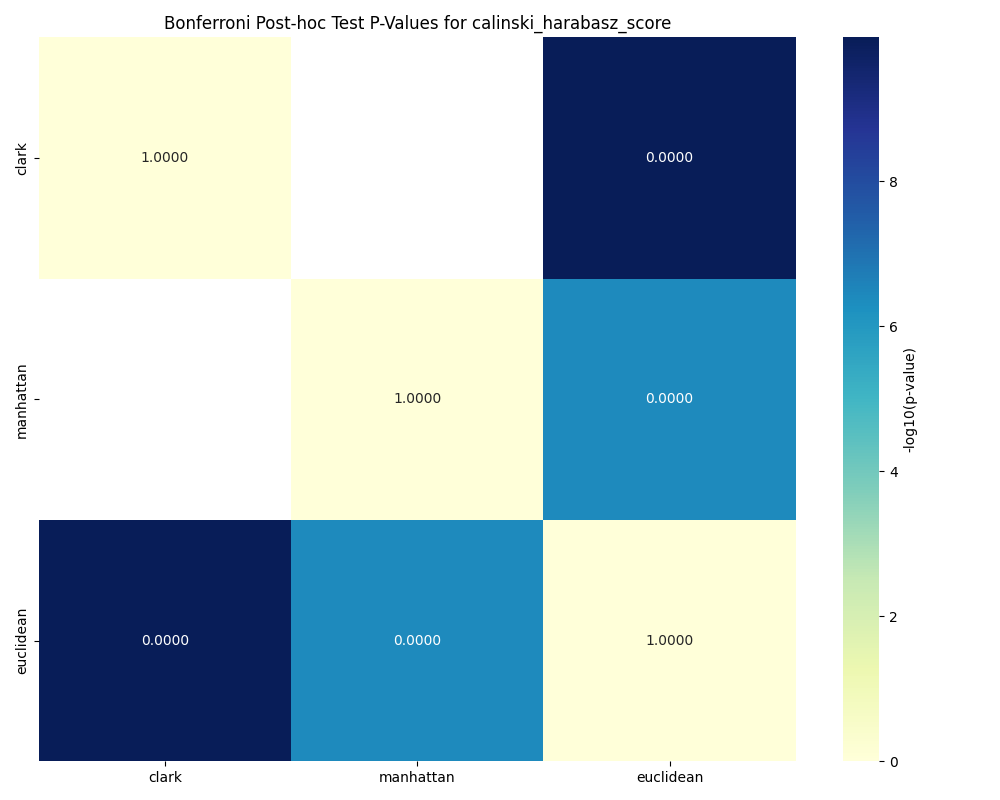 Bonferroni Post-hoc Test P-Values for calinski_harabasz_score
clark
1.0000
0.0000
manhattan
1.0000
0.0000
euclidean
0.0000
0.0000
1.0000
clark
manhattan
euclidean
8
6
4
2
0
-log10(p-value)